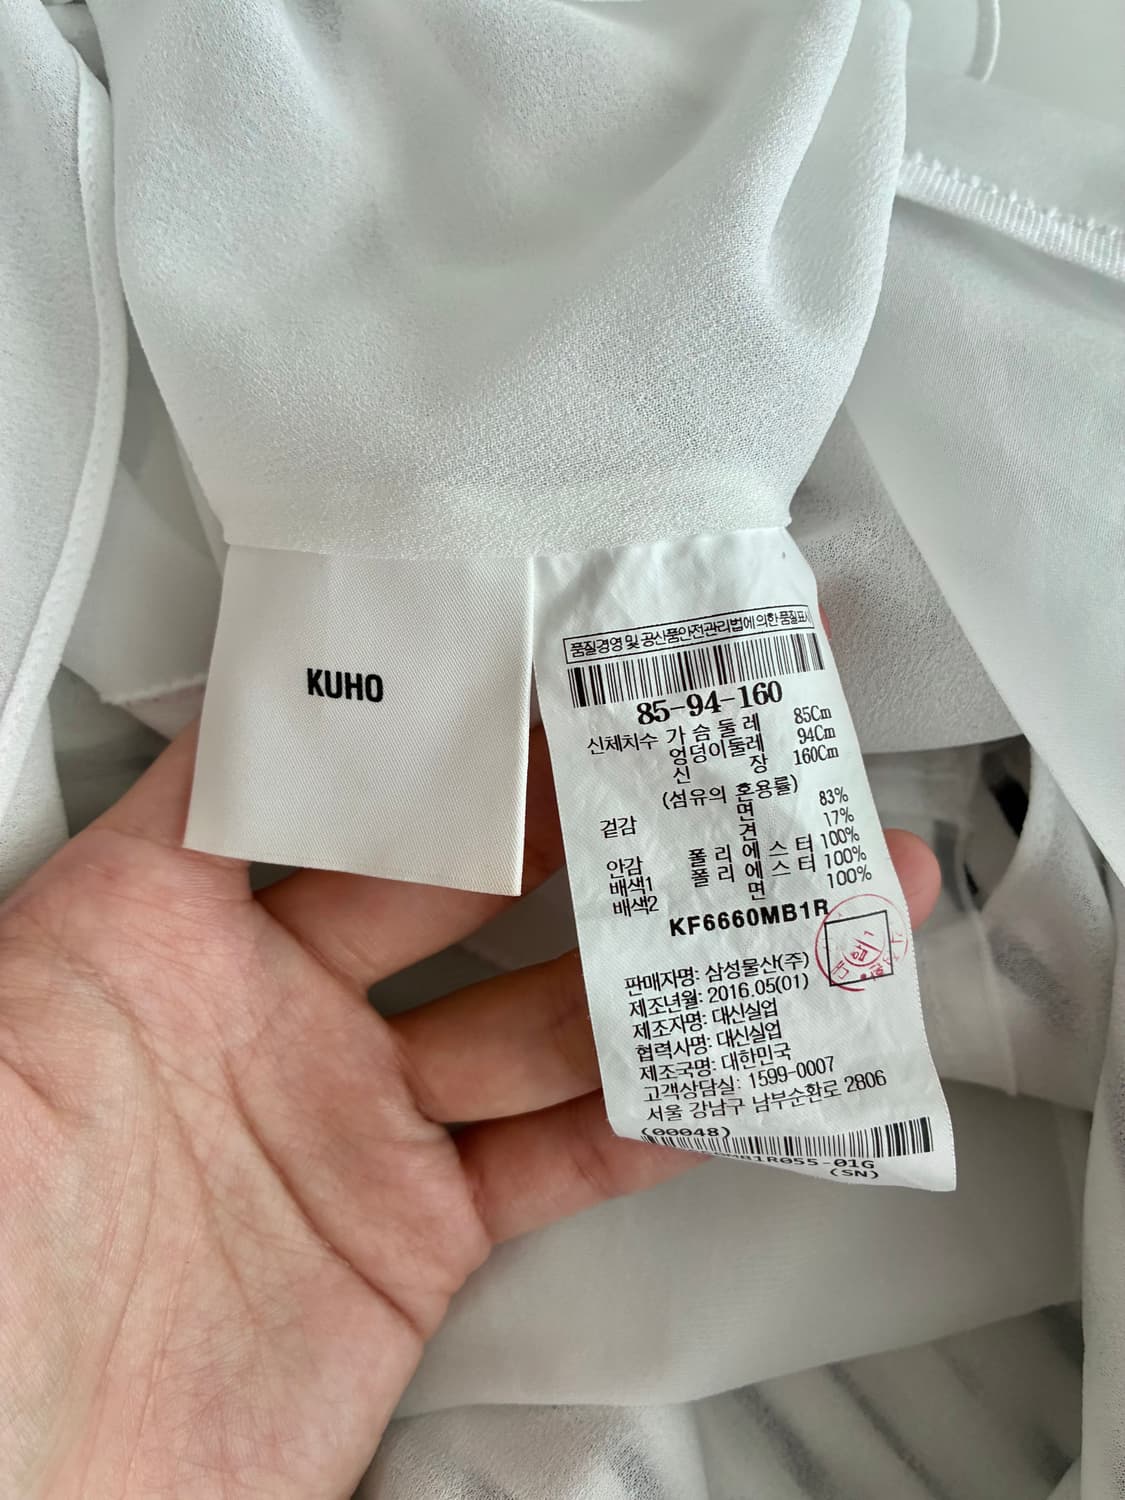 KUHO
품질경영 및 공산품안전관리법에 의한 품질표시
85-94-160
신체치수 가 슴 둘 레 85Cm
엉덩이둘레 94Cm
신 장 160Cm
(섬유의 혼용률)
겉감 면 83%
견 17%
안감 폴 리 에 스 터 100%
배색1 폴 리 에 스 터 100%
배색2 면 100%
KF6660MB1R
판매자명: 삼성물산(주)
제조년월: 2016.05(01)
제조자명: 대신실업
협력사명: 대신실업
제조국명: 대한민국
고객상담실: 1599-0007
서울 강남구 남부순환로 2806
(00048)
MB1R055-01G
(SN)